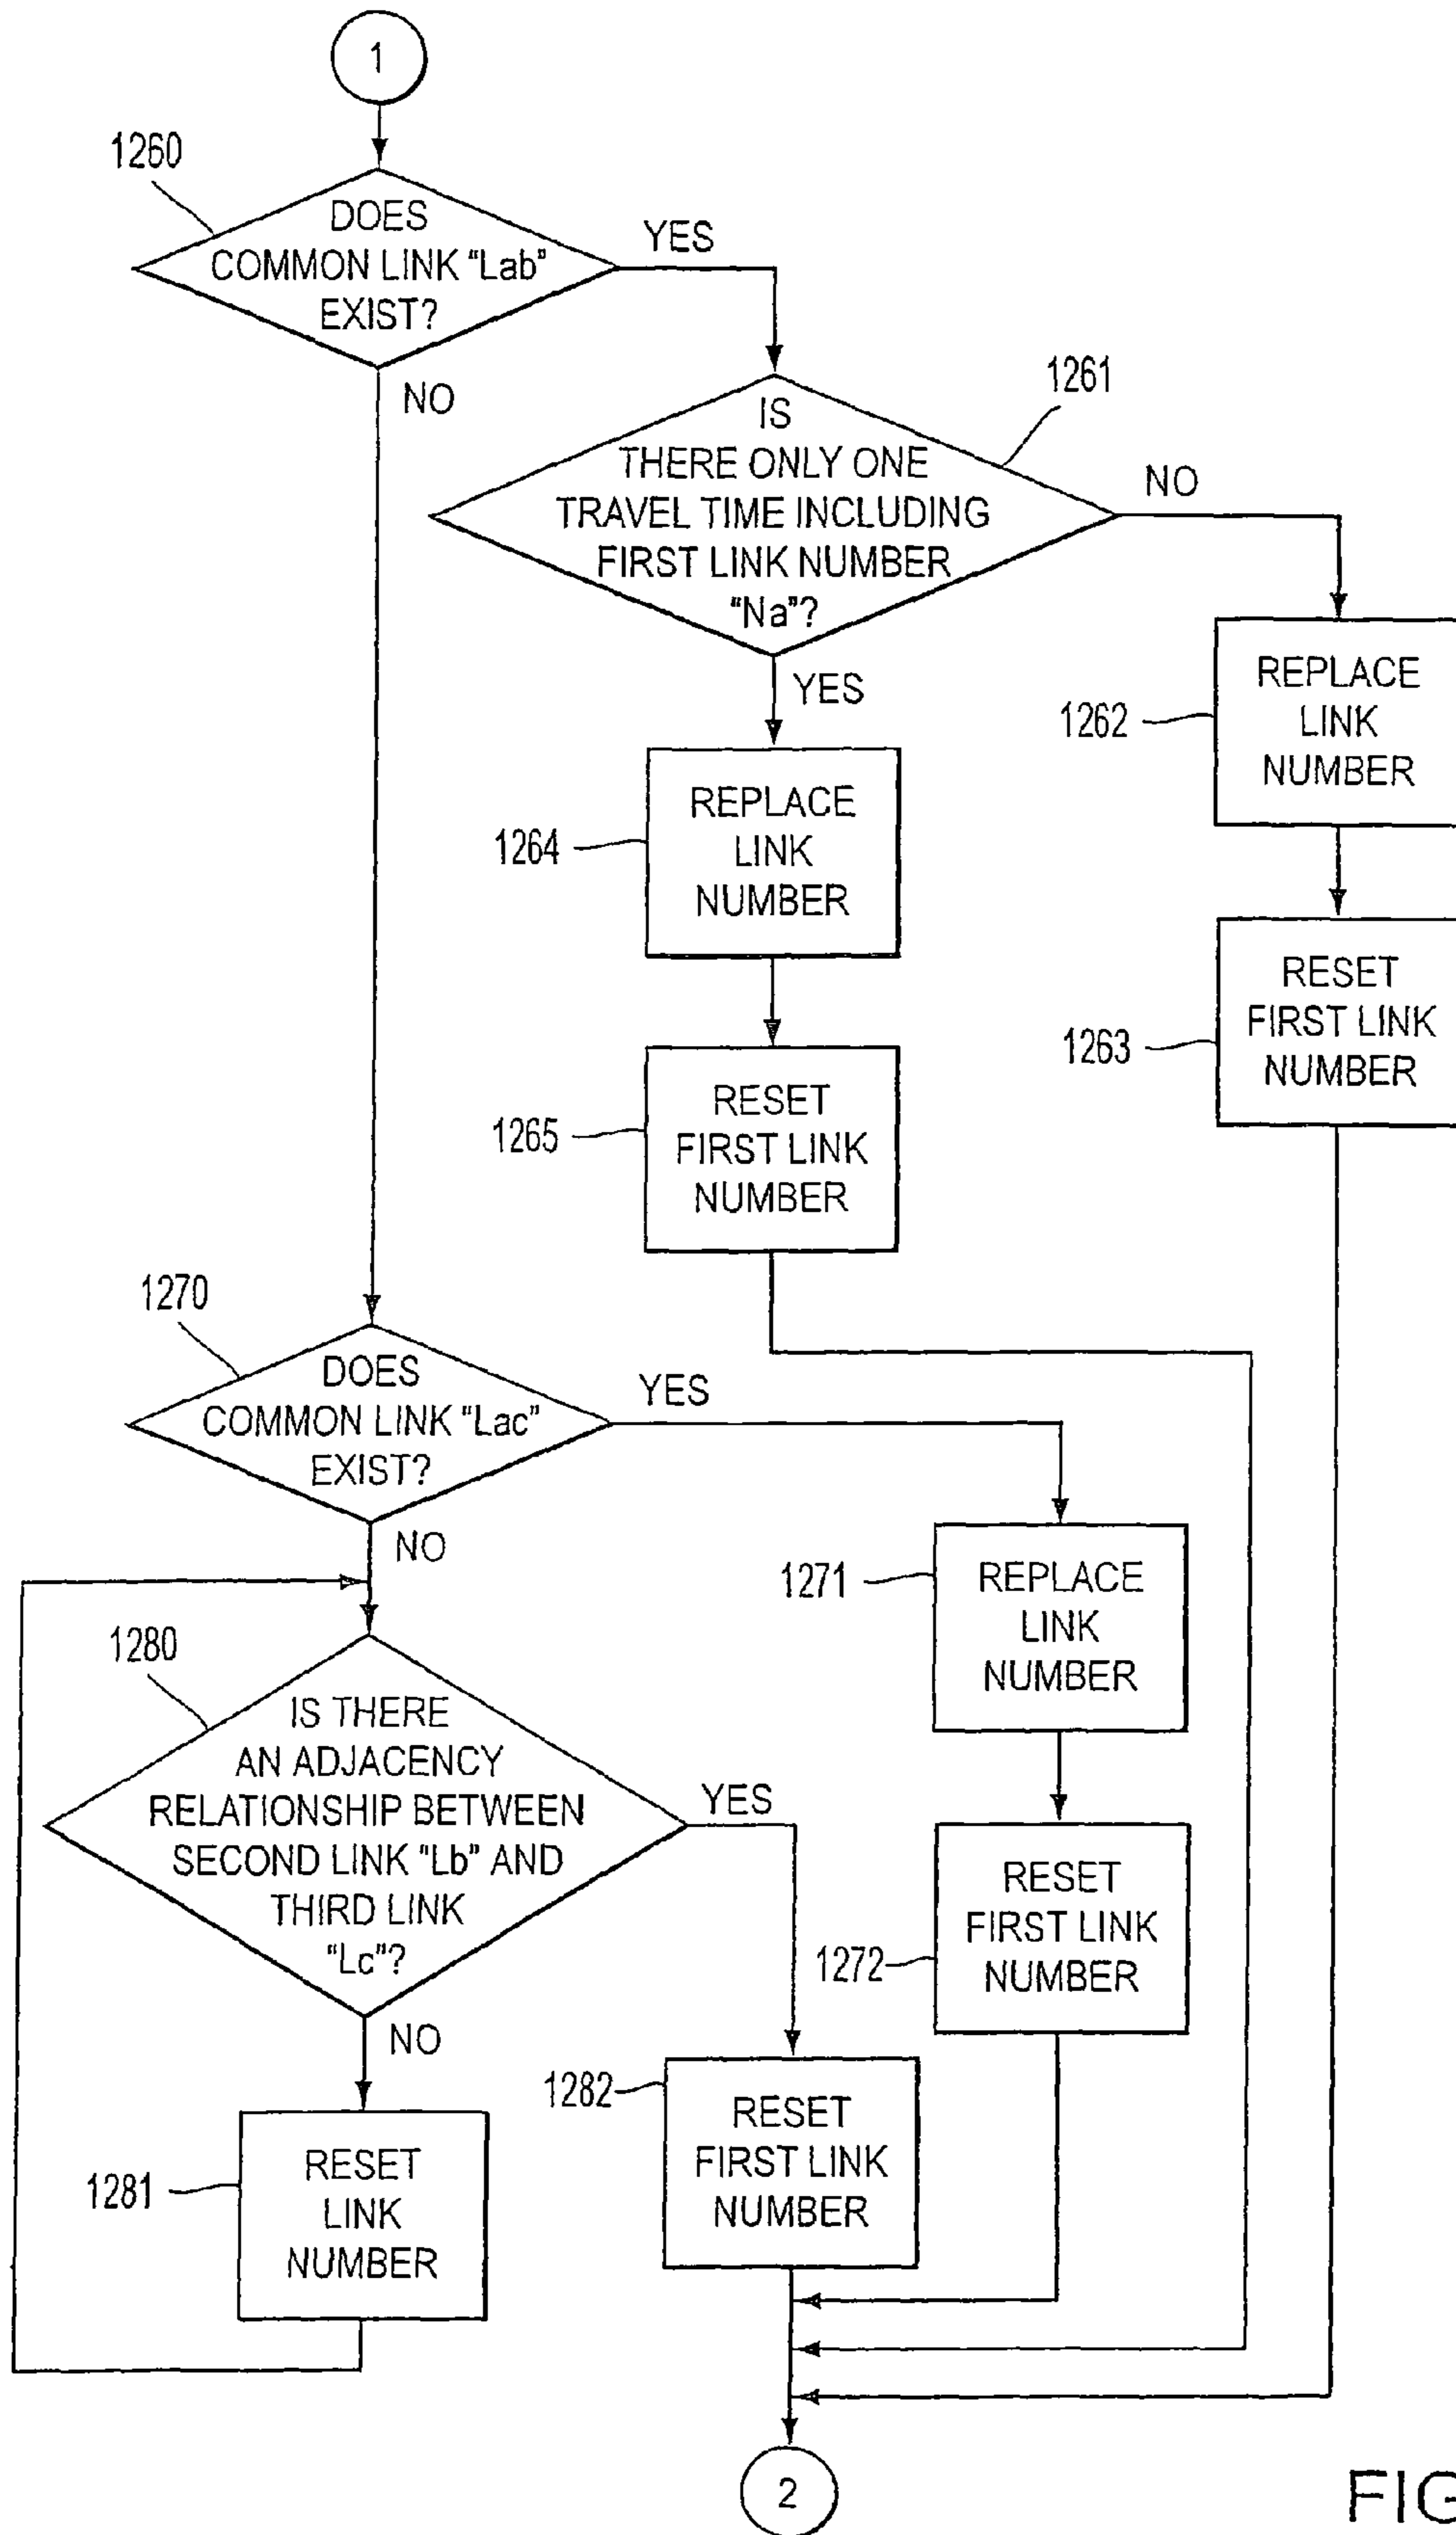 1
1260
DOES
COMMON LINK "Lab"
EXIST?
YES
NO
1261
IS
THERE ONLY ONE
TRAVEL TIME INCLUDING
FIRST LINK NUMBER
"Na"?
NO
YES
1262
REPLACE
LINK
NUMBER
1264
REPLACE
LINK
NUMBER
1263
RESET
FIRST LINK
NUMBER
1265
RESET
FIRST LINK
NUMBER
1270
DOES
COMMON LINK "Lac"
EXIST?
YES
NO
1271
REPLACE
LINK
NUMBER
1280
IS THERE
AN ADJACENCY
RELATIONSHIP BETWEEN
SECOND LINK "Lb" AND
THIRD LINK
"Lc"?
YES
NO
1272
RESET
FIRST LINK
NUMBER
1282
RESET
FIRST LINK
NUMBER
1281
RESET
LINK
NUMBER
2
FIG